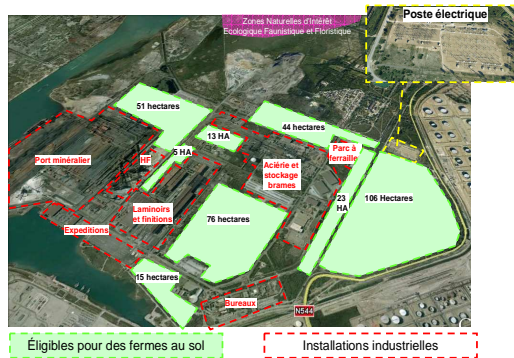 Poste électrique
Zones Naturelles d'Intérêt
Ecologique Faunistique et Floristique
51 hectares
13 HA
44 hectares
Port minéralier
HF
5 HA
Aciérie et
stockage
brames
Parc à
ferraille
23
HA
106 Hectares
Laminoirs
et finitions
76 hectares
Expeditions
15 hectares
Bureaux
N544
Éligibles pour des fermes au sol
Installations industrielles